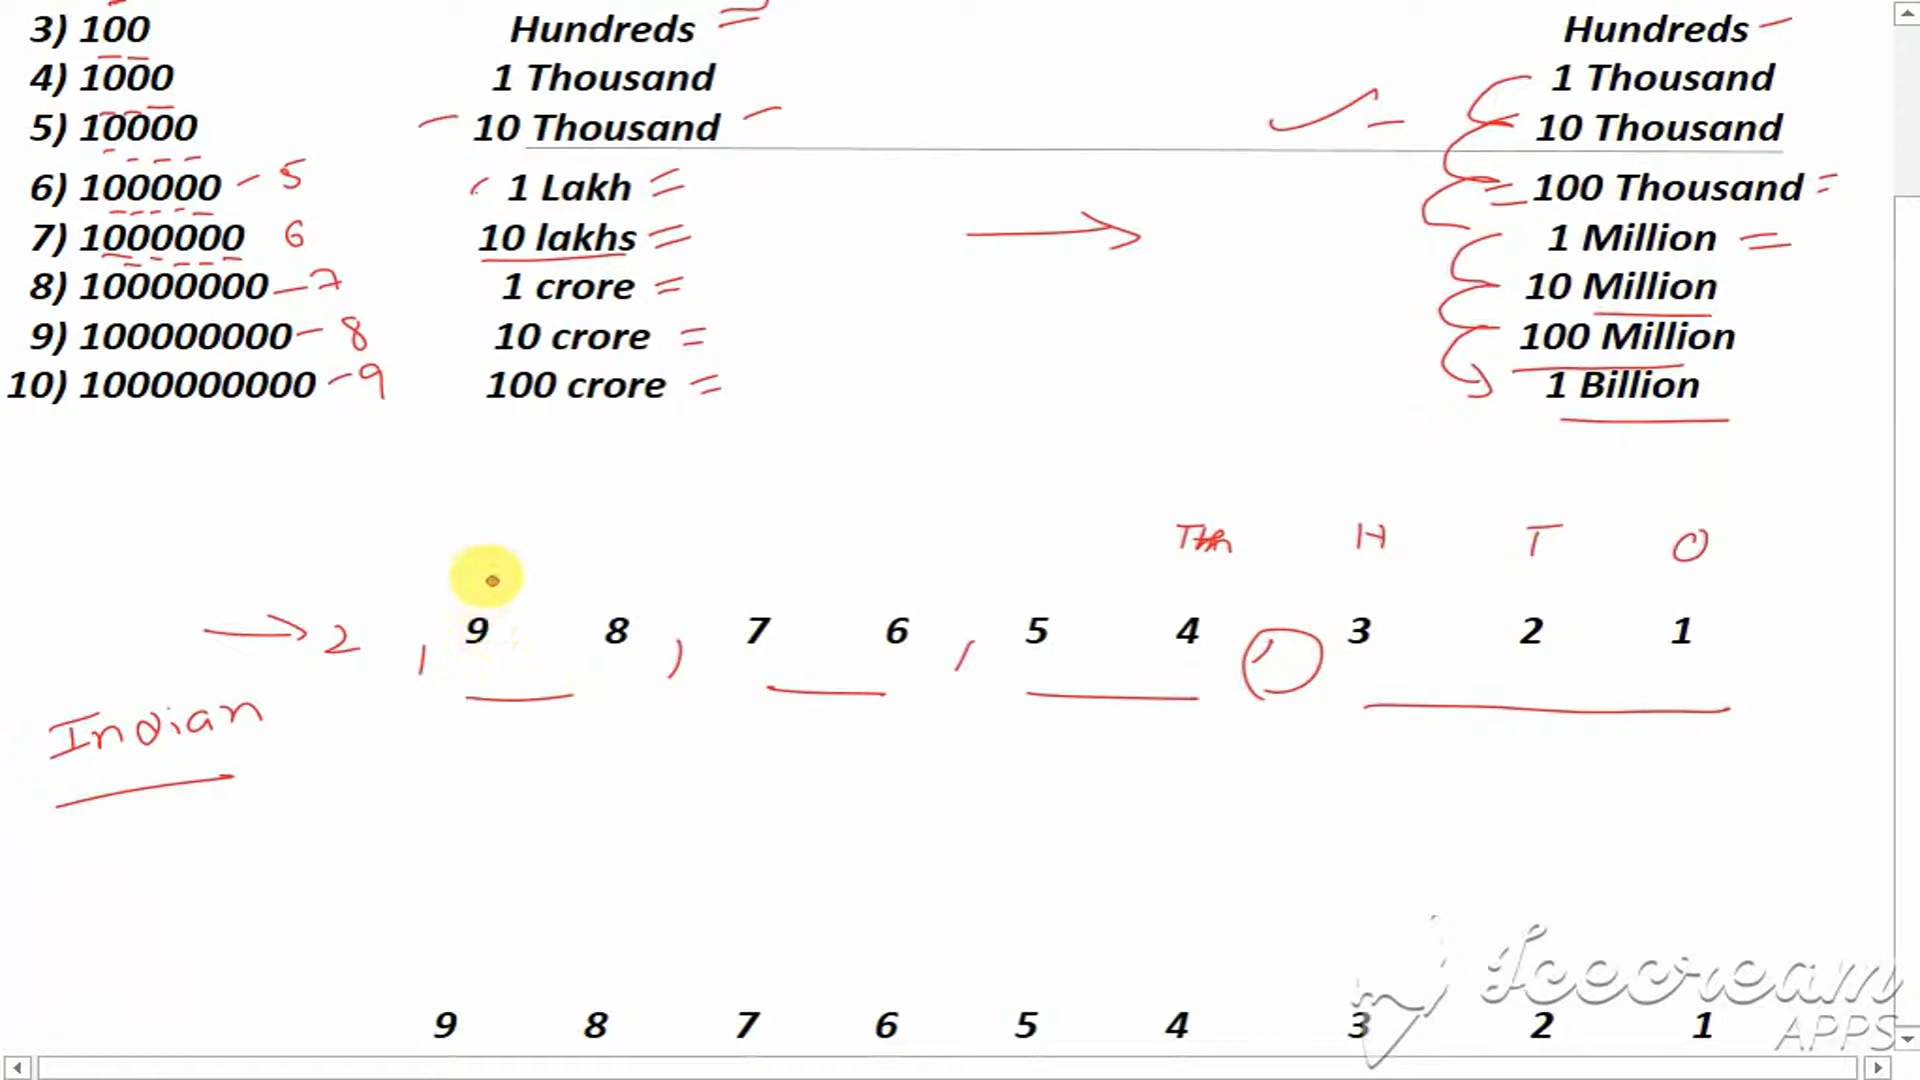 3) 100 Hundreds Hundreds
4) 1000 1 Thousand 1 Thousand
5) 10000 10 Thousand 10 Thousand
6) 100000 - 5 1 Lakh 100 Thousand
7) 1000000 6 10 lakhs 1 Million
8) 10000000 - 7 1 crore 10 Million
9) 100000000 - 8 10 crore 100 Million
10) 1000000000 - 9 100 crore 1 Billion
Th H T O
2 , 9 8 , 7 6 , 5 4 , 3 2 1
Indian
Icecream
APPS
9 8 7 6 5 4 3 2 1